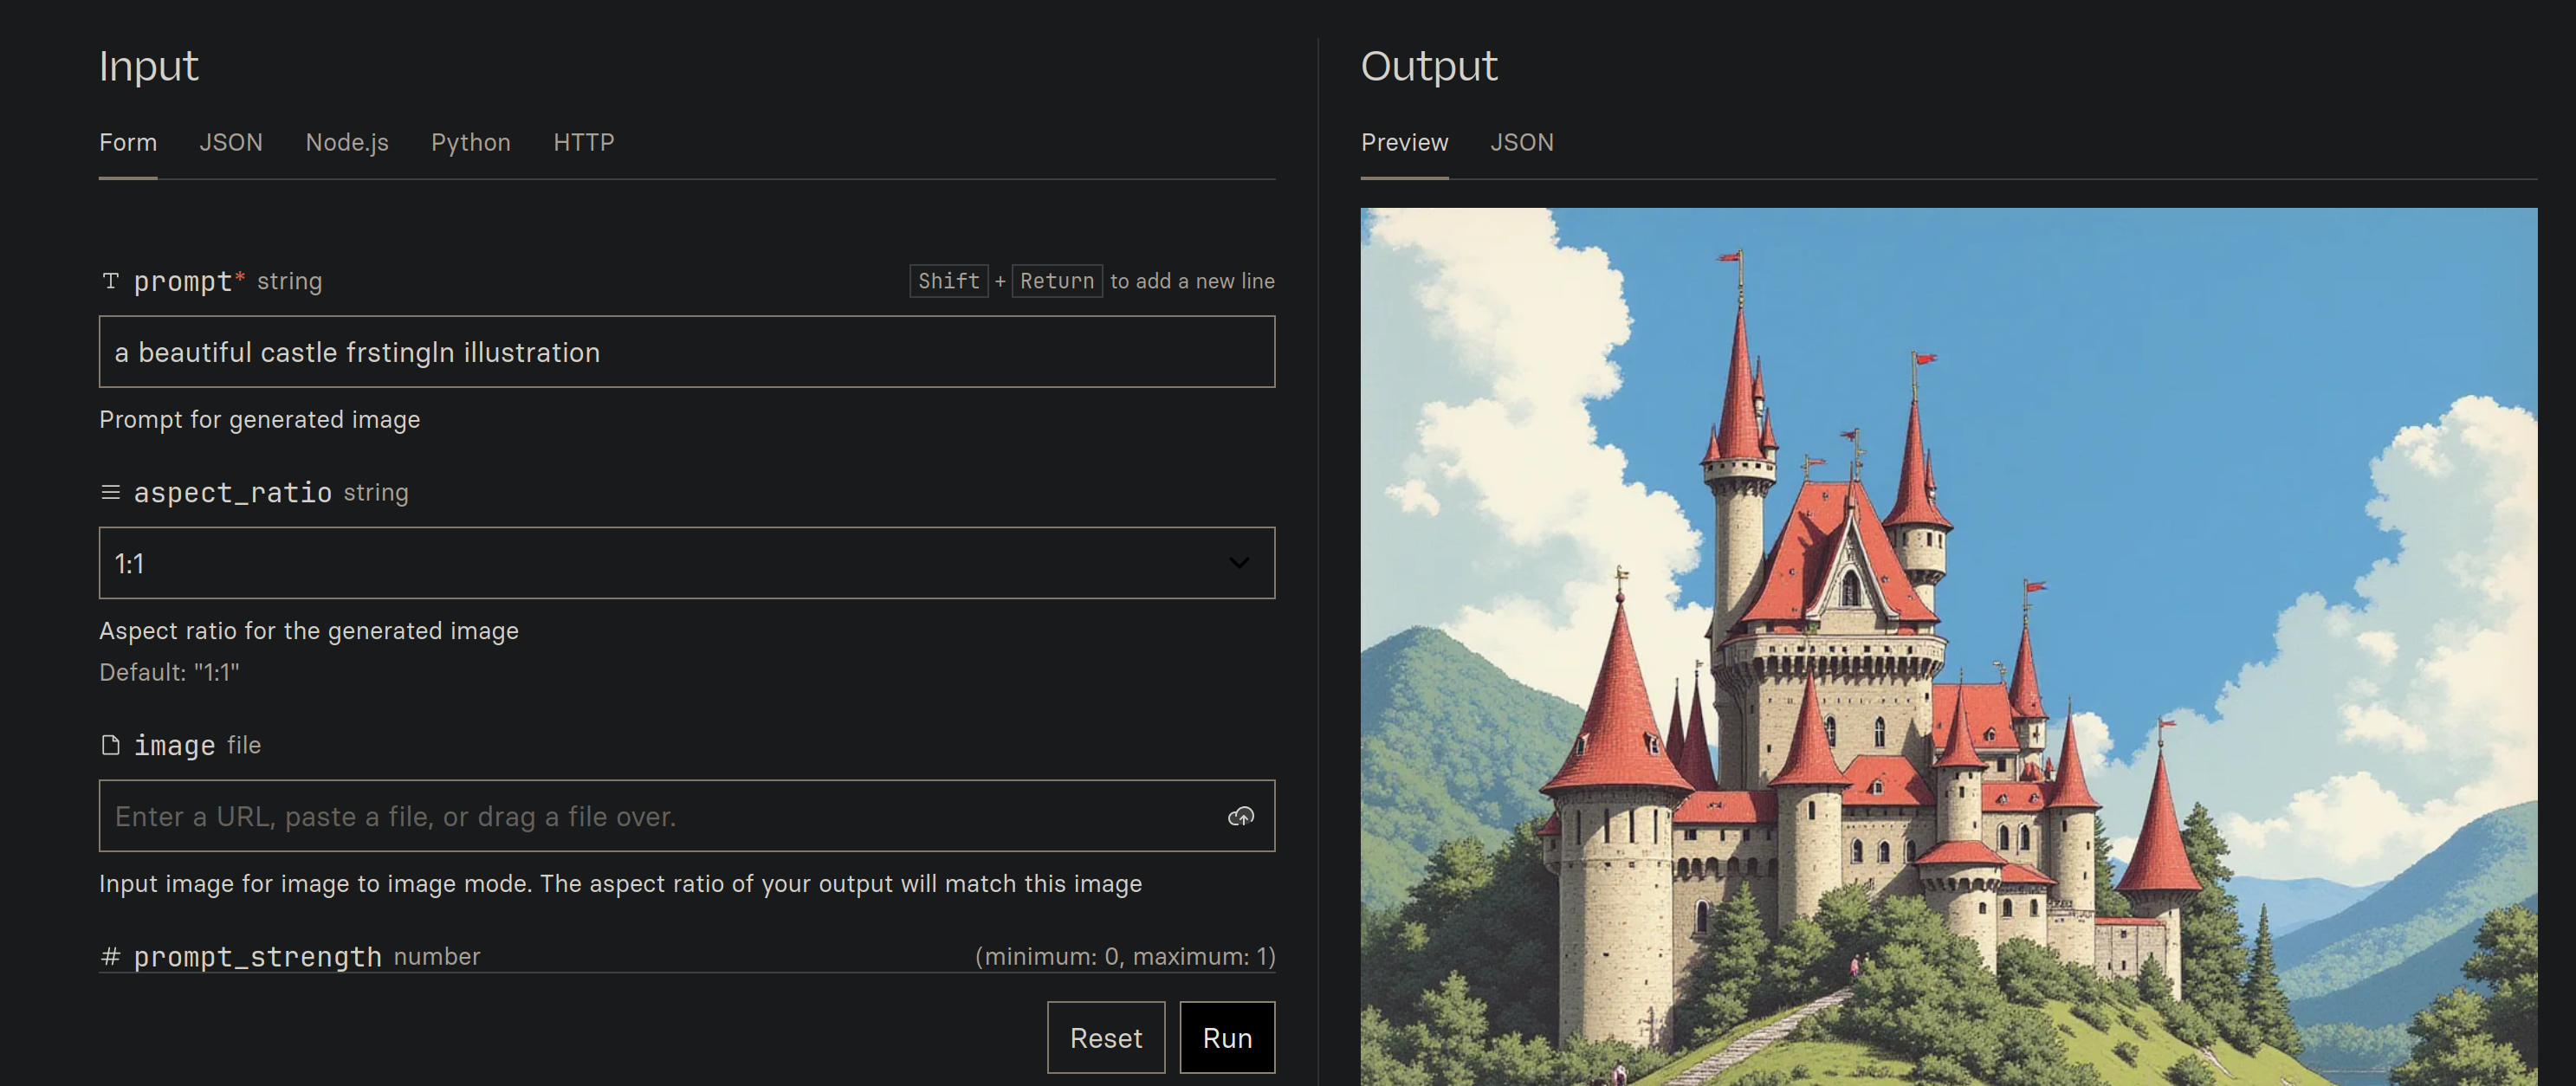 Input
Form JSON Node.js Python HTTP
prompt* string Shift + Return to add a new line
a beautiful castle frstingln illustration
Prompt for generated image
aspect_ratio string
1:1
Aspect ratio for the generated image
Default: "1:1"
image file
Enter a URL, paste a file, or drag a file over.
Input image for image to image mode. The aspect ratio of your output will match this image
# prompt_strength number (minimum: 0, maximum: 1)
Reset Run
Output
Preview JSON